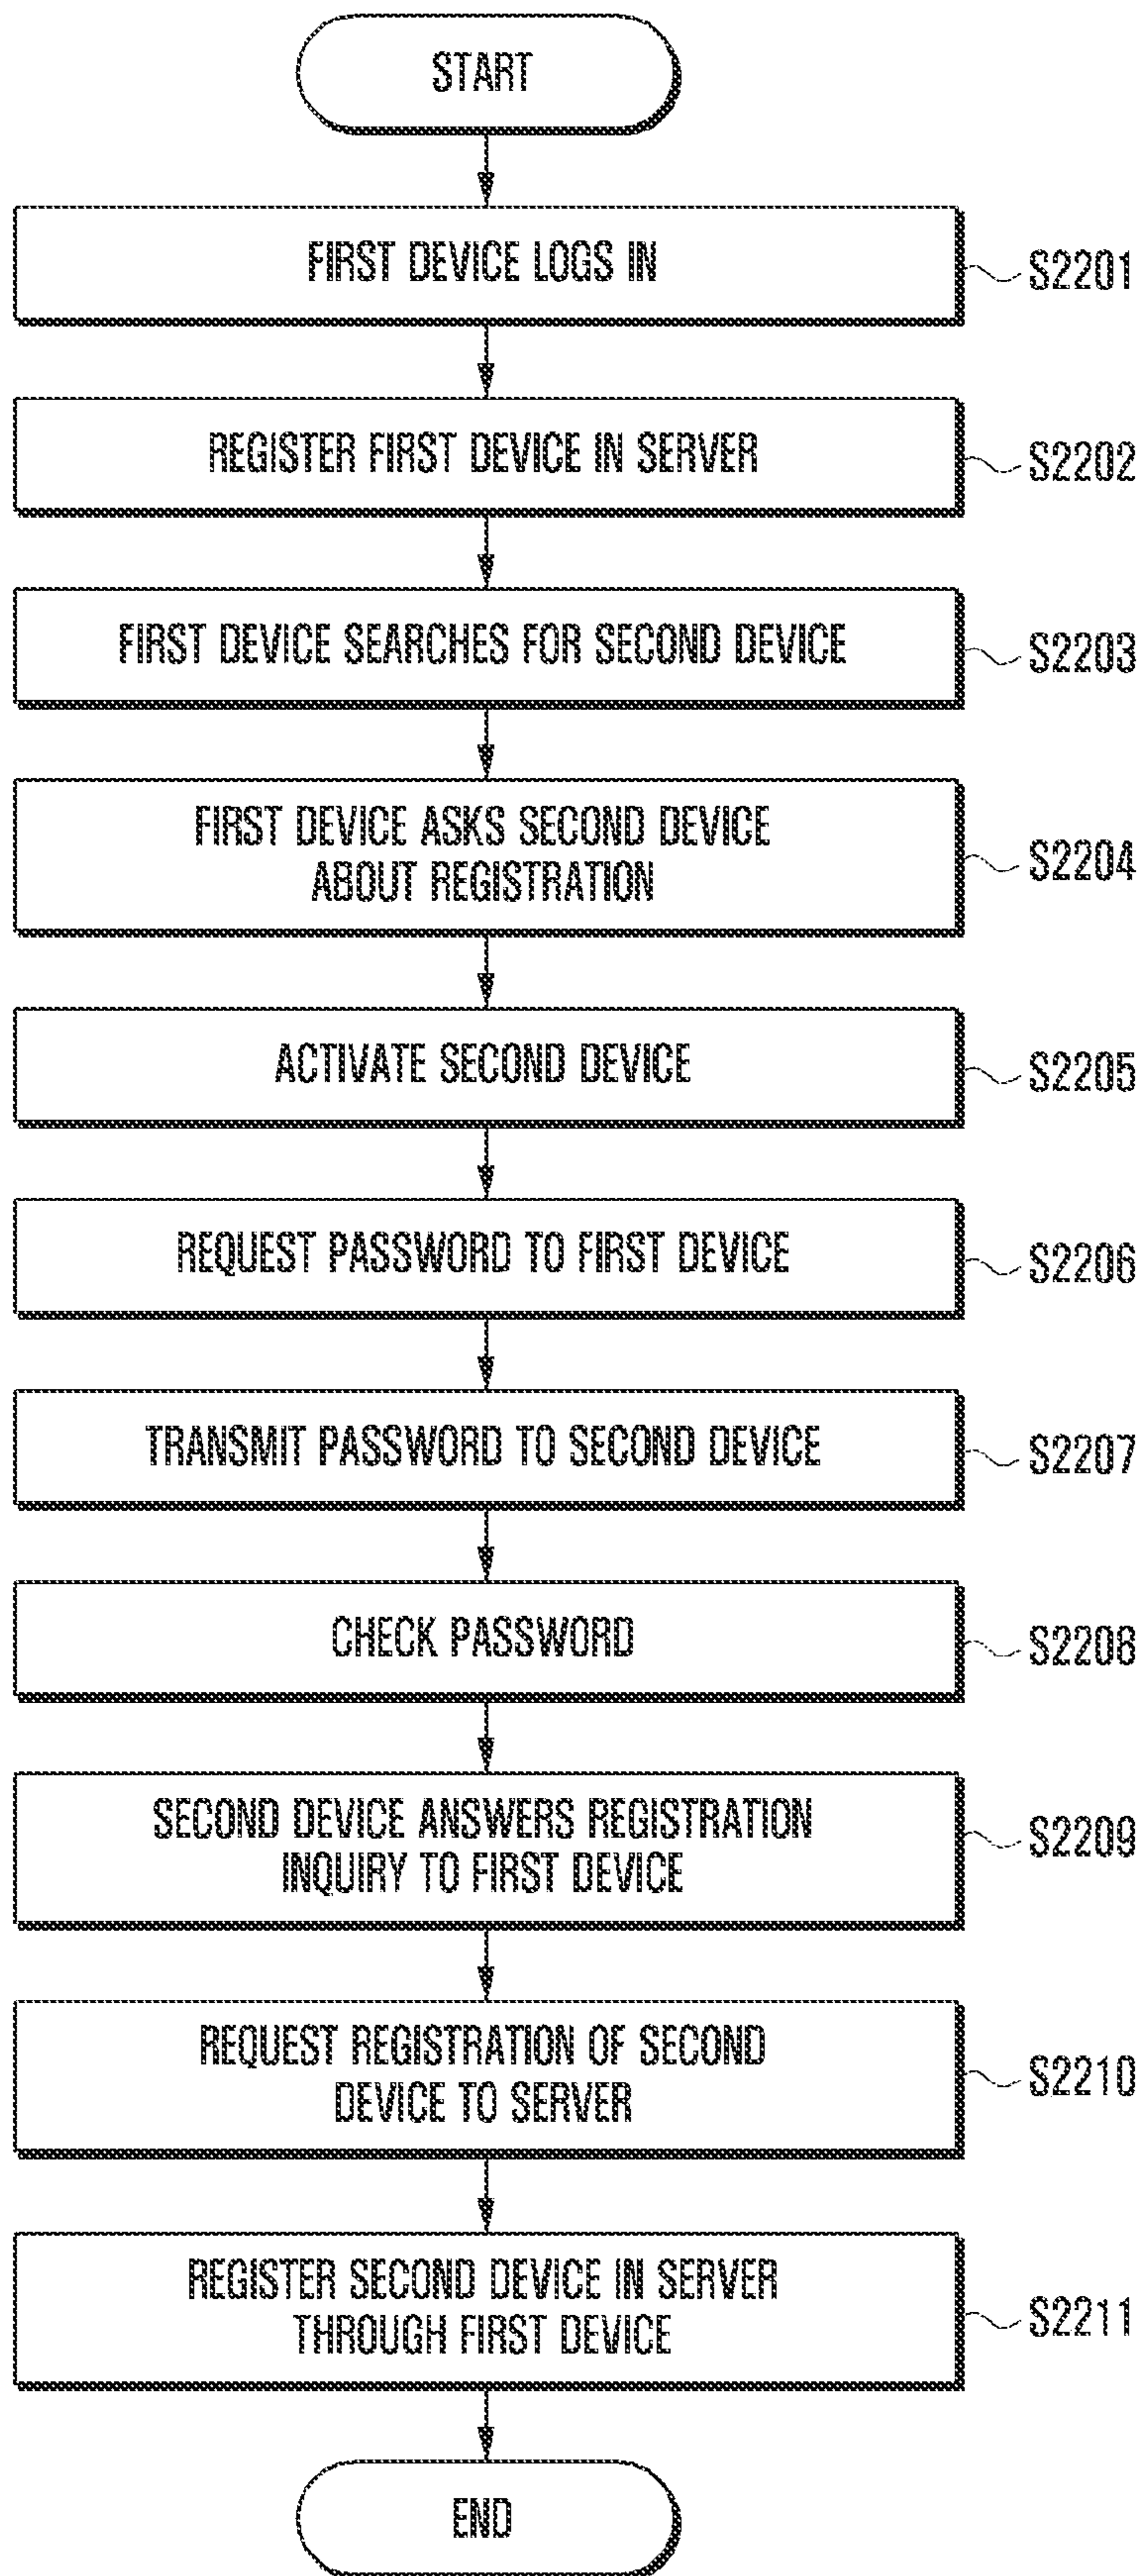 START
FIRST DEVICE LOGS IN
S2201
REGISTER FIRST DEVICE IN SERVER
S2202
FIRST DEVICE SEARCHES FOR SECOND DEVICE
S2203
FIRST DEVICE ASKS SECOND DEVICE
ABOUT REGISTRATION
S2204
ACTIVATE SECOND DEVICE
S2205
REQUEST PASSWORD TO FIRST DEVICE
S2206
TRANSMIT PASSWORD TO SECOND DEVICE
S2207
CHECK PASSWORD
S2208
SECOND DEVICE ANSWERS REGISTRATION
INQUIRY TO FIRST DEVICE
S2209
REQUEST REGISTRATION OF SECOND
DEVICE TO SERVER
S2210
REGISTER SECOND DEVICE IN SERVER
THROUGH FIRST DEVICE
S2211
END